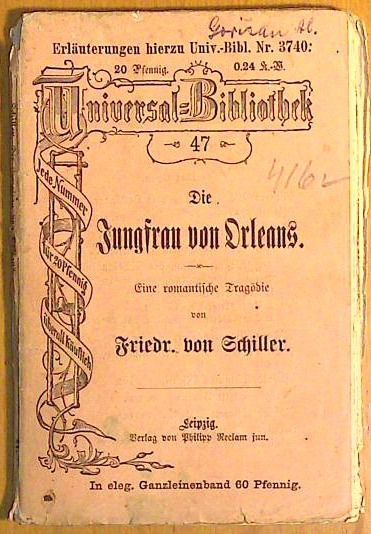 Erläuterungen hierzu Univ.-Bibl. Nr. 3740.
20 Pfennig. 0.24 K.-W.
Universal-Bibliothek
47
Jede Nummer
für 20 Pfennig
überall käuflich
Die
Jungfrau von Orleans.
Eine romantische Tragödie
von
Friedr. von Schiller.
Leipzig.
Verlag von Philipp Reclam jun.
In eleg. Ganzleinenband 60 Pfennig.